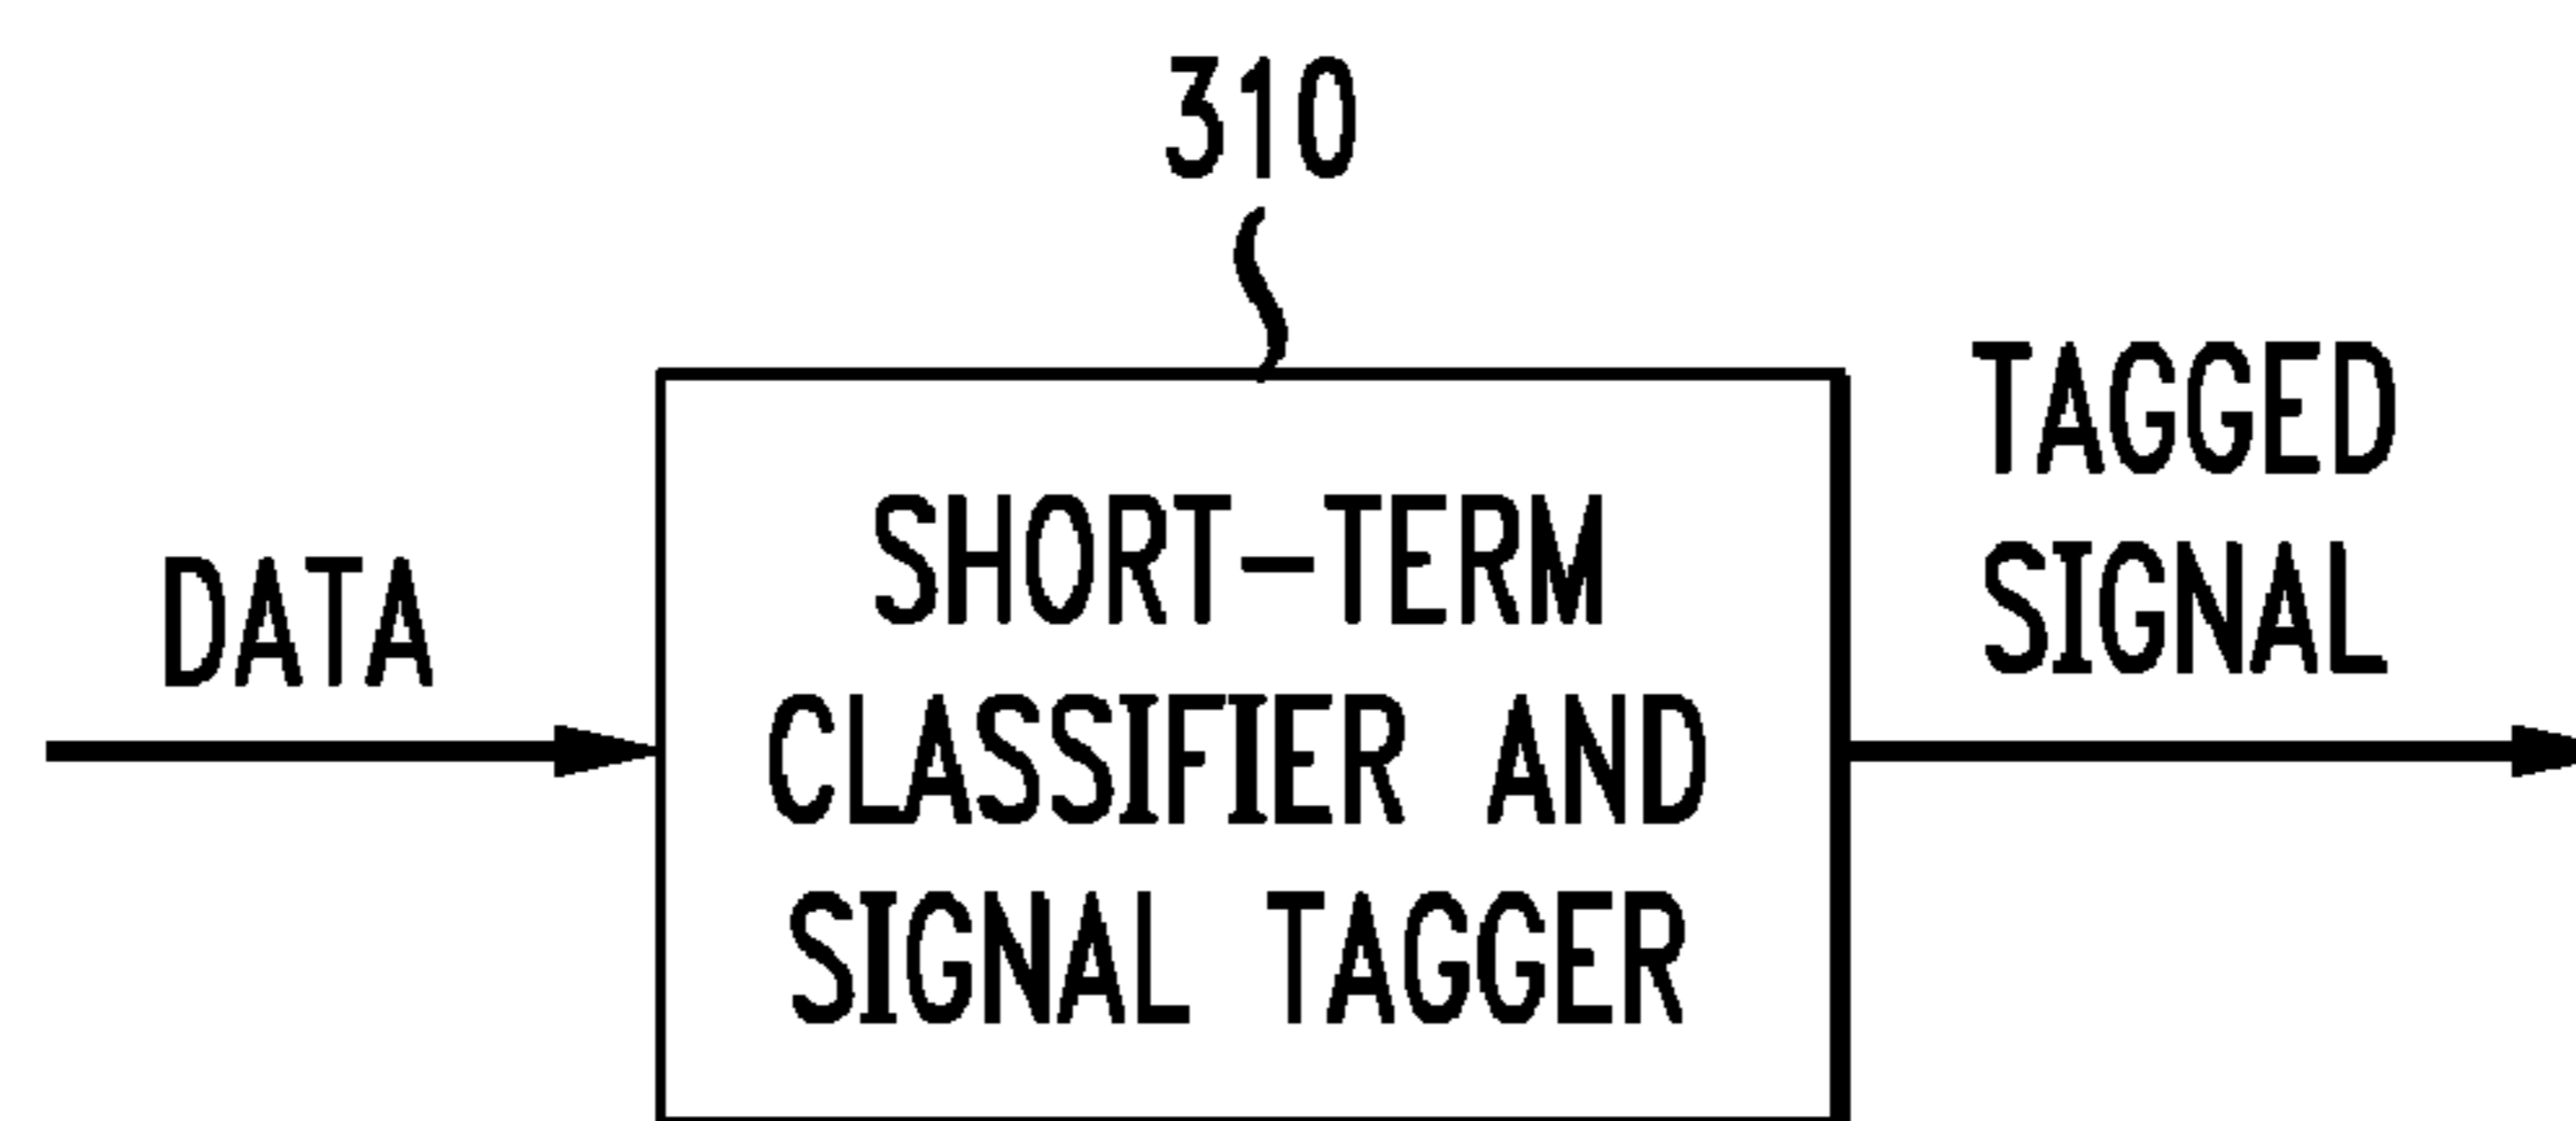 310
DATA
SHORT-TERM
CLASSIFIER AND
SIGNAL TAGGER
TAGGED
SIGNAL